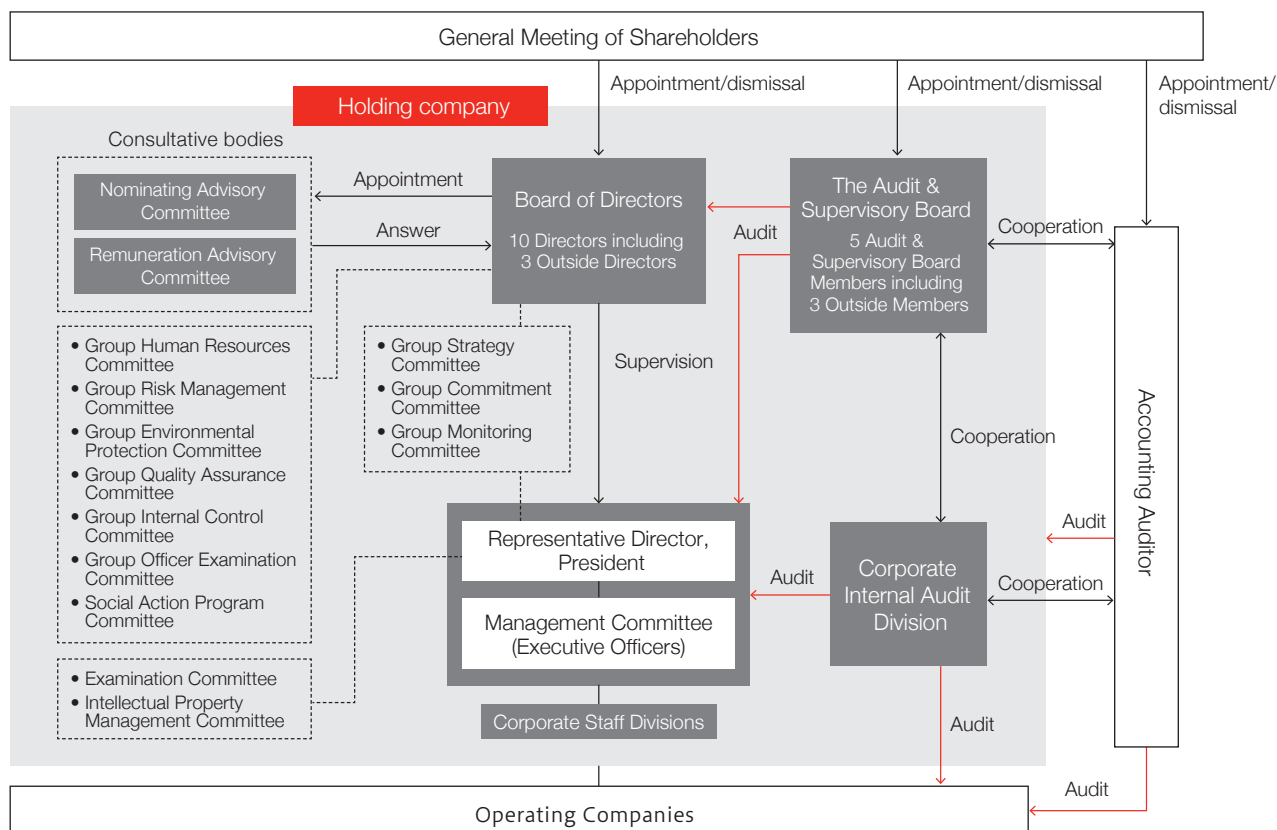 General Meeting of Shareholders
Appointment/dismissal
Appointment/dismissal
Appointment/
dismissal
Holding company
Consultative bodies
Nominating Advisory
Committee
Remuneration Advisory
Committee
Appointment
Answer
Board of Directors
10 Directors including
3 Outside Directors
Audit
The Audit &
Supervisory Board
5 Audit &
Supervisory Board
Members including
3 Outside Members
Cooperation
• Group Human Resources
Committee
• Group Risk Management
Committee
• Group Environmental
Protection Committee
• Group Quality Assurance
Committee
• Group Internal Control
Committee
• Group Officer Examination
Committee
• Social Action Program
Committee
• Group Strategy
Committee
• Group Commitment
Committee
• Group Monitoring
Committee
Supervision
Cooperation
Accounting Auditor
Representative Director,
President
Management Committee
(Executive Officers)
Audit
Corporate
Internal Audit
Division
Audit
Cooperation
• Examination Committee
• Intellectual Property
Management Committee
Corporate Staff Divisions
Audit
Audit
Operating Companies